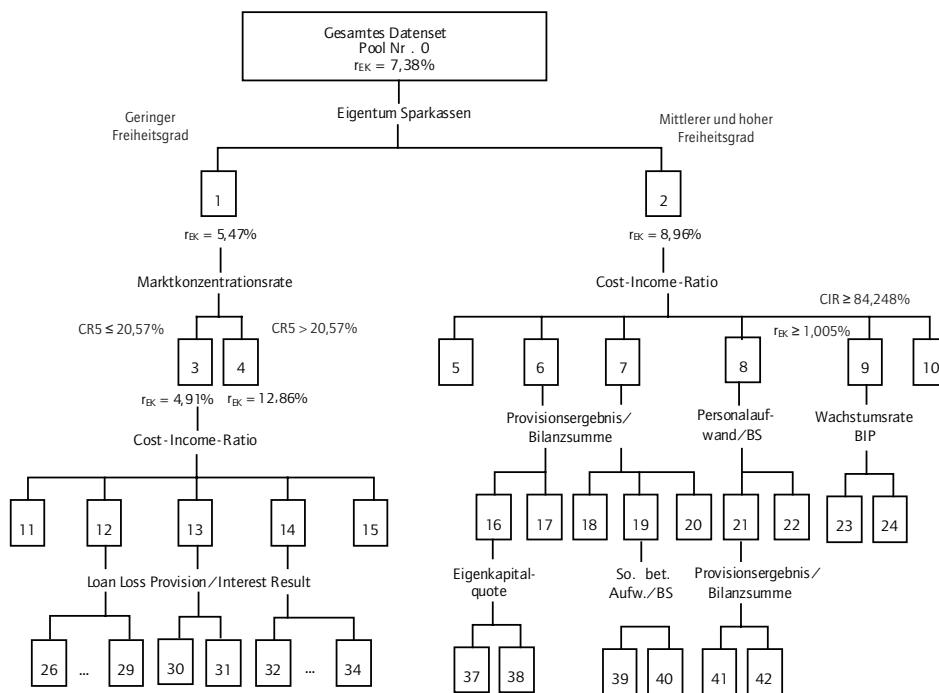 Gesamtes Datenset
Pool Nr . 0
rEK = 7,38%
Eigentum Sparkassen
Geringer
Freiheitsgrad
Mittlerer und hoher
Freiheitsgrad
1
2
rEK = 5,47%
rEK = 8,96%
Marktkonzentrationsrate
Cost-Income-Ratio
CR5 ≤ 20,57%
CR5 > 20,57%
CIR ≥ 84,248%
rEK ≥ 1,005%
3
4
5
6
7
8
9
10
rEK = 4,91%
rEK = 12,86%
Cost-Income-Ratio
Provisionsergebnis/
Bilanzsumme
Personalauf-
wand/BS
Wachstumsrate
BIP
11
12
13
14
15
16
17
18
19
20
21
22
23
24
Loan Loss Provision/Interest Result
Eigenkapital-
quote
So. bet.
Aufw./BS
Provisionsergebnis/
Bilanzsumme
26
...
29
30
31
32
...
34
37
38
39
40
41
42